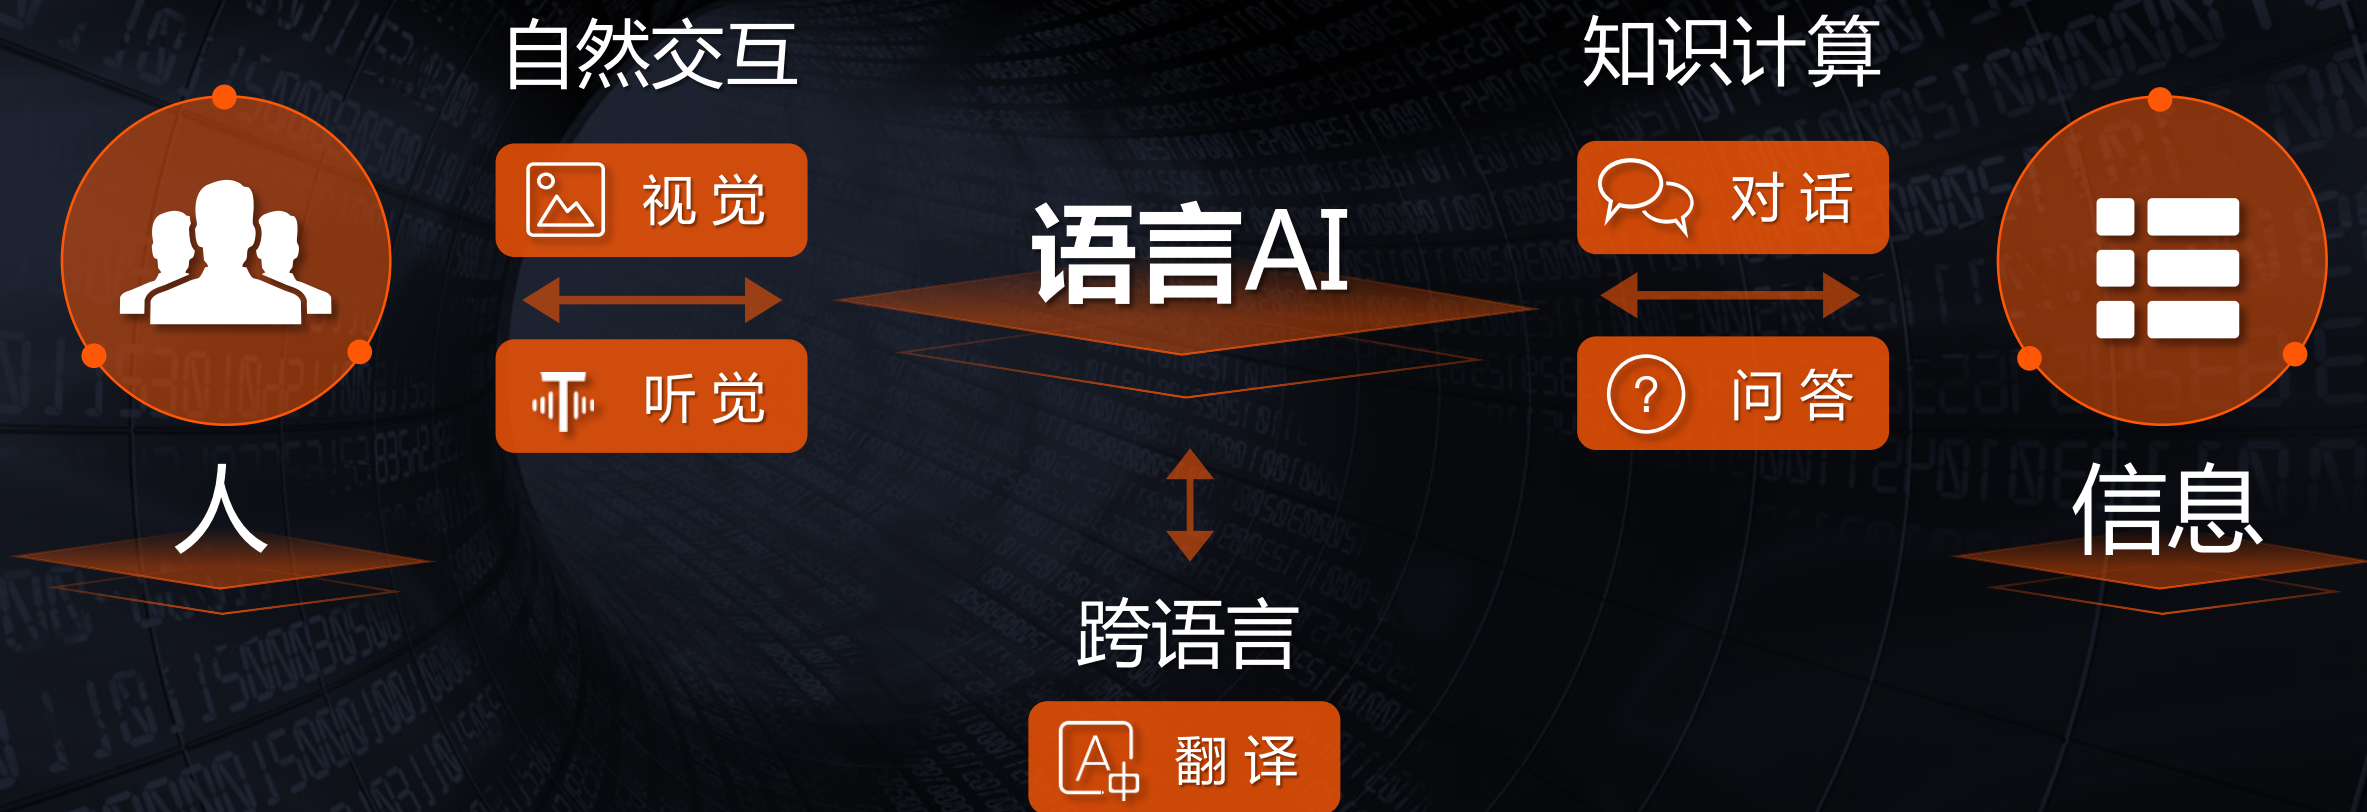 自然交互
知识计算
视觉
对话
语言AI
听觉
问答
人
信息
跨语言
翻译